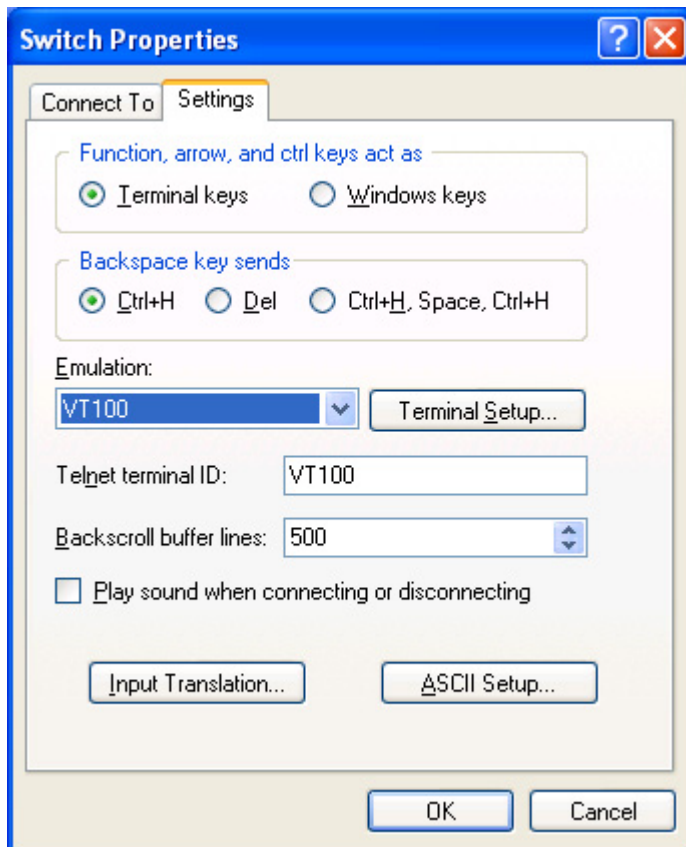 Switch Properties
Connect To Settings
Function, arrow, and ctrl keys act as
Terminal keys Windows keys
Backspace key sends
Ctrl+H Del Ctrl+H, Space, Ctrl+H
Emulation:
VT100 Terminal Setup...
Telnet terminal ID: VT100
Backscroll buffer lines: 500
Play sound when connecting or disconnecting
Input Translation... ASCII Setup...
OK Cancel